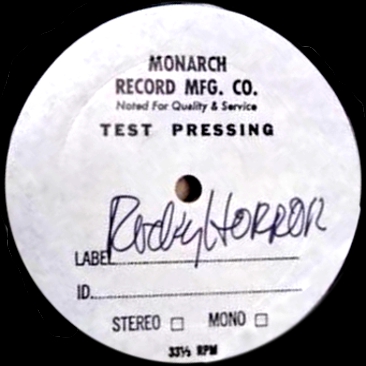 MONARCH
RECORD MFG. CO.
Noted For Quality & Service
TEST PRESSING
Rocky HORROR
LABEL
ID.
STEREO □ MONO □
33⅓ RPM